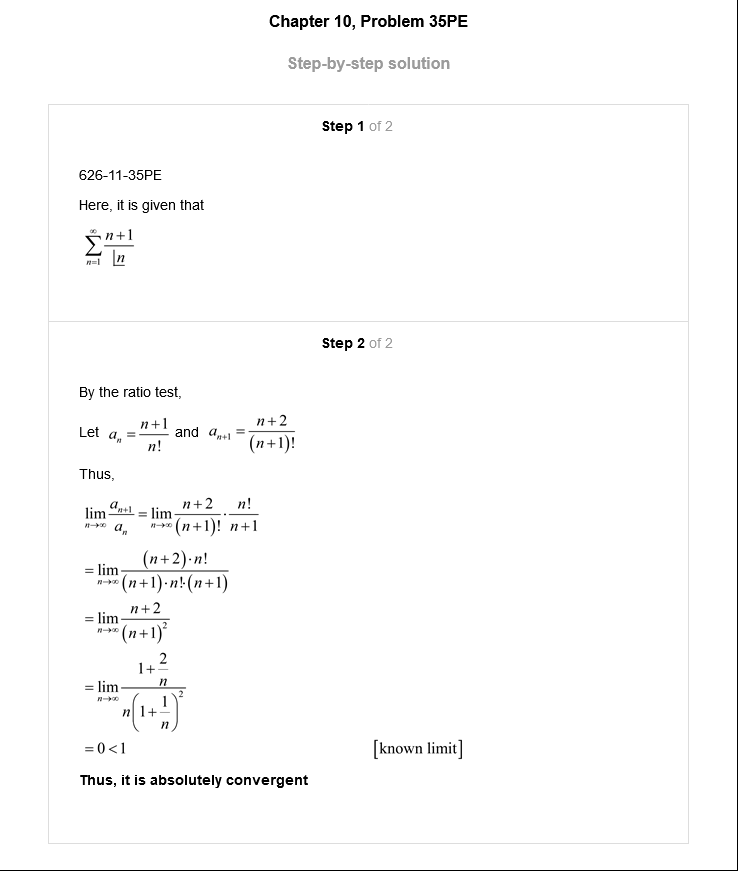 Chapter 10, Problem 35PE
Step-by-step solution
Step 1 of 2
626-11-35PE
Here, it is given that
\sum_{n=1}^{\infty} \frac{n+1}{\lfloor \underline{n}}
Step 2 of 2
By the ratio test,
Let a_n = \frac{n+1}{n!} and a_{n+1} = \frac{n+2}{(n+1)!}
Thus,
\lim_{n \to \infty} \frac{a_{n+1}}{a_n} = \lim_{n \to \infty} \frac{n+2}{(n+1)!} \cdot \frac{n!}{n+1}
= \lim_{n \to \infty} \frac{(n+2) \cdot n!}{(n+1) \cdot n! \cdot (n+1)}
= \lim_{n \to \infty} \frac{n+2}{(n+1)^2}
= \lim_{n \to \infty} \frac{1+\frac{2}{n}}{n\left(1+\frac{1}{n}\right)^2}
= 0 < 1 [known limit]
Thus, it is absolutely convergent